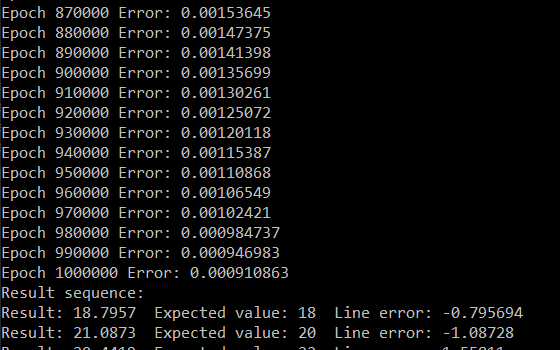 Epoch 870000 Error: 0.00153645
Epoch 880000 Error: 0.00147375
Epoch 890000 Error: 0.00141398
Epoch 900000 Error: 0.00135699
Epoch 910000 Error: 0.00130261
Epoch 920000 Error: 0.00125072
Epoch 930000 Error: 0.00120118
Epoch 940000 Error: 0.00115387
Epoch 950000 Error: 0.00110868
Epoch 960000 Error: 0.00106549
Epoch 970000 Error: 0.00102421
Epoch 980000 Error: 0.000984737
Epoch 990000 Error: 0.000946983
Epoch 1000000 Error: 0.000910863
Result sequence:
Result: 18.7957  Expected value: 18  Line error: -0.795694
Result: 21.0873  Expected value: 20  Line error: -1.08728